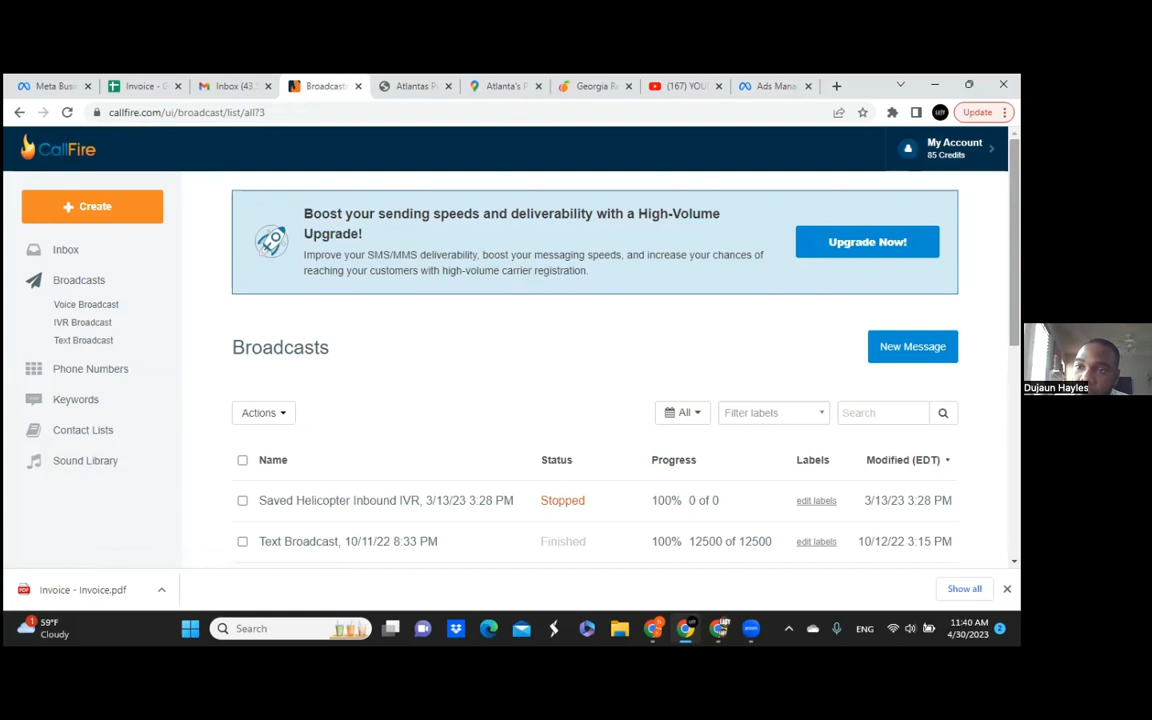 Meta Busi
Invoice - G
Inbox (43,
Broadcasts
Atlantas P
Atlanta's P
Georgia Re
(167) YOU
Ads Mana
callfire.com/ui/broadcast/list/all?3
Update
CallFire
My Account
85 Credits
+ Create
Inbox
Broadcasts
Voice Broadcast
IVR Broadcast
Text Broadcast
Phone Numbers
Keywords
Contact Lists
Sound Library
Boost your sending speeds and deliverability with a High-Volume
Upgrade!
Improve your SMS/MMS deliverability, boost your messaging speeds, and increase your chances of
reaching your customers with high-volume carrier registration.
Upgrade Now!
Broadcasts
New Message
Actions
All
Filter labels
Search
Name Status Progress Labels Modified (EDT)
Saved Helicopter Inbound IVR, 3/13/23 3:28 PM Stopped 100% 0 of 0 edit labels 3/13/23 3:28 PM
Text Broadcast, 10/11/22 8:33 PM Finished 100% 12500 of 12500 edit labels 10/12/22 3:15 PM
Dujaun Hayles
PDF
Invoice - Invoice.pdf
Show all
1
59°F
Cloudy
Search
ENG
11:40 AM
4/30/2023
2